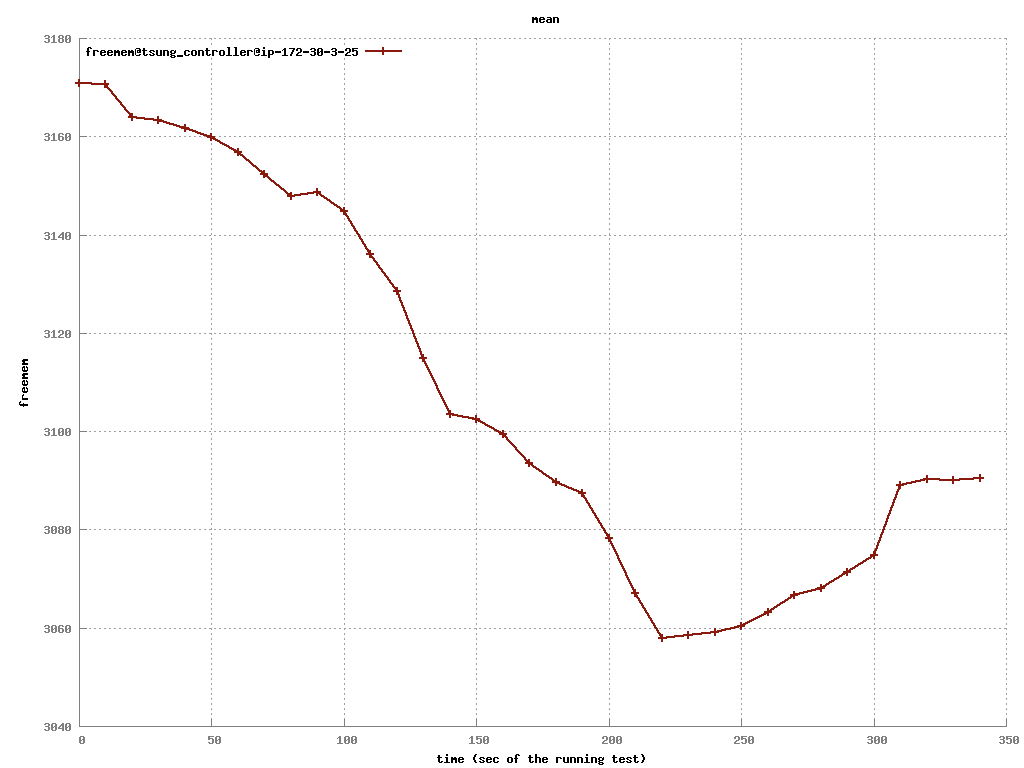 mean
3180
freemem@tsung_controller@ip-172-30-3-25
3160
3140
3120
freemem
3100
3080
3060
3040
0 50 100 150 200 250 300 350
time (sec of the running test)